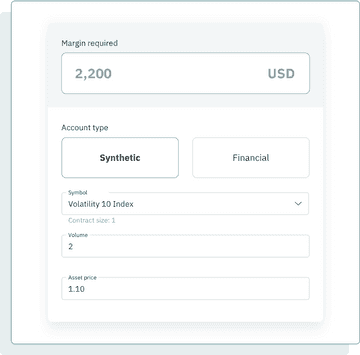 Margin required
2,200 USD
Account type
Synthetic Financial
Symbol
Volatility 10 Index
Contract size: 1
Volume
2
Asset price
1.10